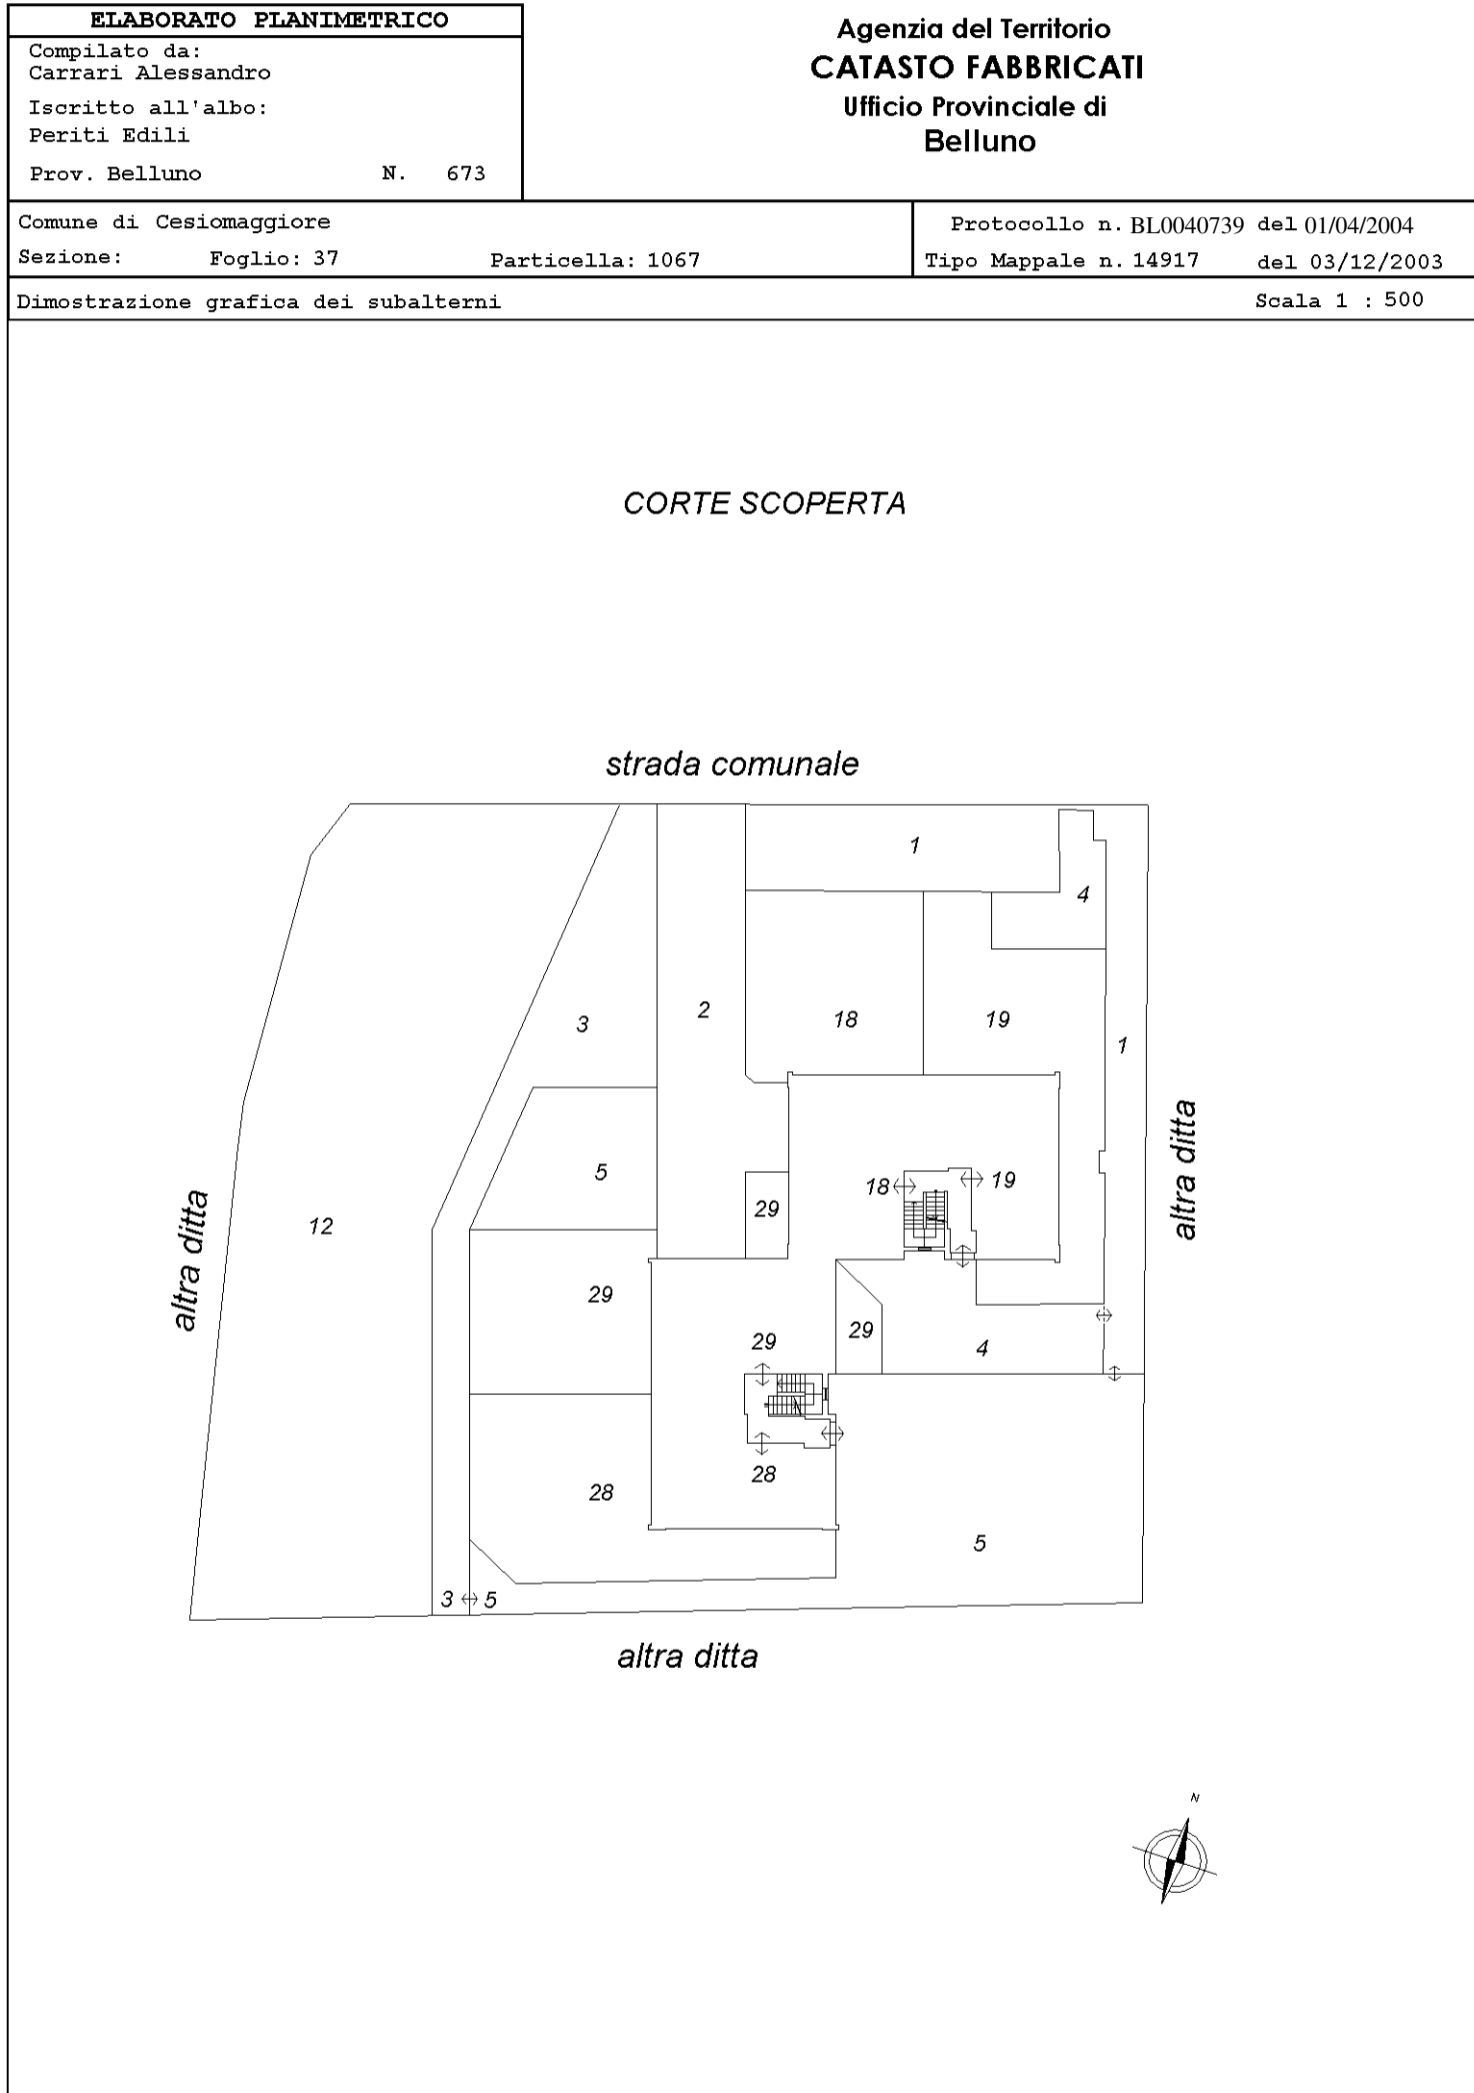 ELABORATO PLANIMETRICO
Compilato da:
Carrari Alessandro
Iscritto all'albo:
Periti Edili
Prov. Belluno N. 673
Agenzia del Territorio
CATASTO FABBRICATI
Ufficio Provinciale di
Belluno
Comune di Cesiomaggiore
Sezione: Foglio: 37 Particella: 1067
Protocollo n. BL0040739 del 01/04/2004
Tipo Mappale n. 14917 del 03/12/2003
Dimostrazione grafica dei subalterni Scala 1 : 500
CORTE SCOPERTA
strada comunale
1
4
2
18
19
3
1
altra ditta
5
18
19
29
altra ditta
12
29
29
29
4
28
28
5
3
5
altra ditta
N